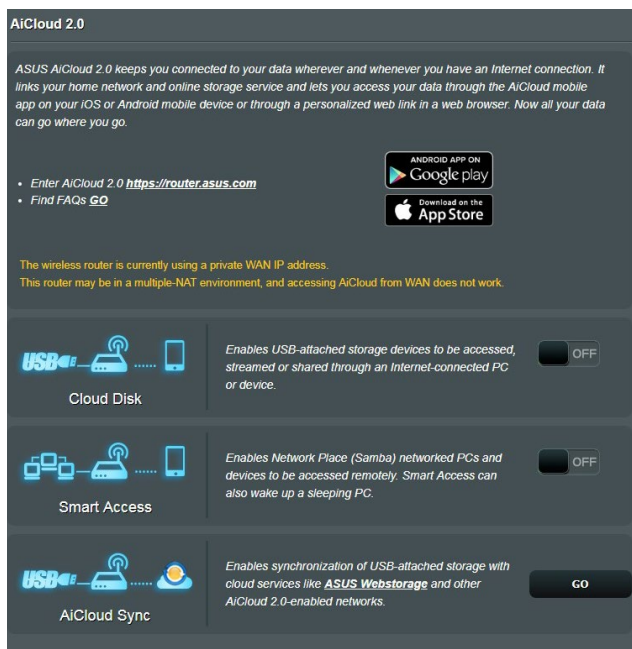 AiCloud 2.0
ASUS AiCloud 2.0 keeps you connected to your data wherever and whenever you have an Internet connection. It
links your home network and online storage service and lets you access your data through the AiCloud mobile
app on your iOS or Android mobile device or through a personalized web link in a web browser. Now all your data
can go where you go.
• Enter AiCloud 2.0 https://router.asus.com
• Find FAQs GO
ANDROID APP ON
Google play
Download on the
App Store
The wireless router is currently using a private WAN IP address.
This router may be in a multiple-NAT environment, and accessing AiCloud from WAN does not work.
USB
Cloud Disk
Enables USB-attached storage devices to be accessed,
streamed or shared through an Internet-connected PC
or device.
OFF
Smart Access
Enables Network Place (Samba) networked PCs and
devices to be accessed remotely. Smart Access can
also wake up a sleeping PC.
OFF
USB
AiCloud Sync
Enables synchronization of USB-attached storage with
cloud services like ASUS Webstorage and other
AiCloud 2.0-enabled networks.
GO